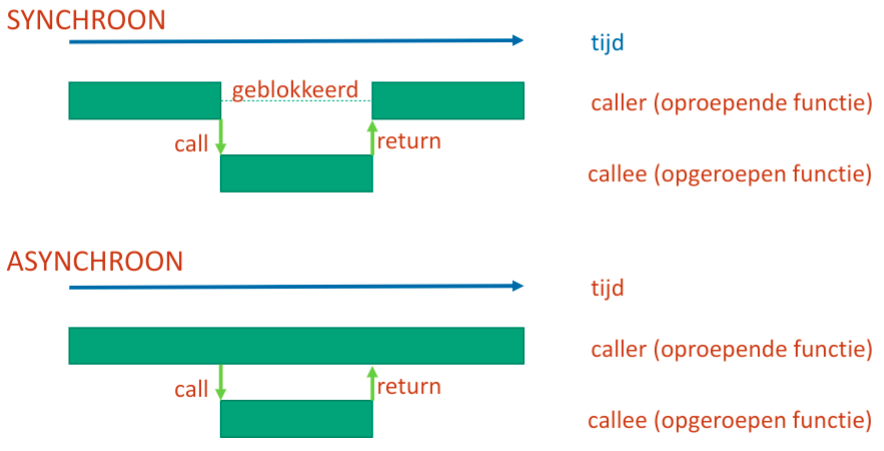 SYNCHROON
tijd
geblokkeerd
caller (oproepende functie)
call
return
callee (opgeroepen functie)
ASYNCHROON
tijd
caller (oproepende functie)
call
return
callee (opgeroepen functie)